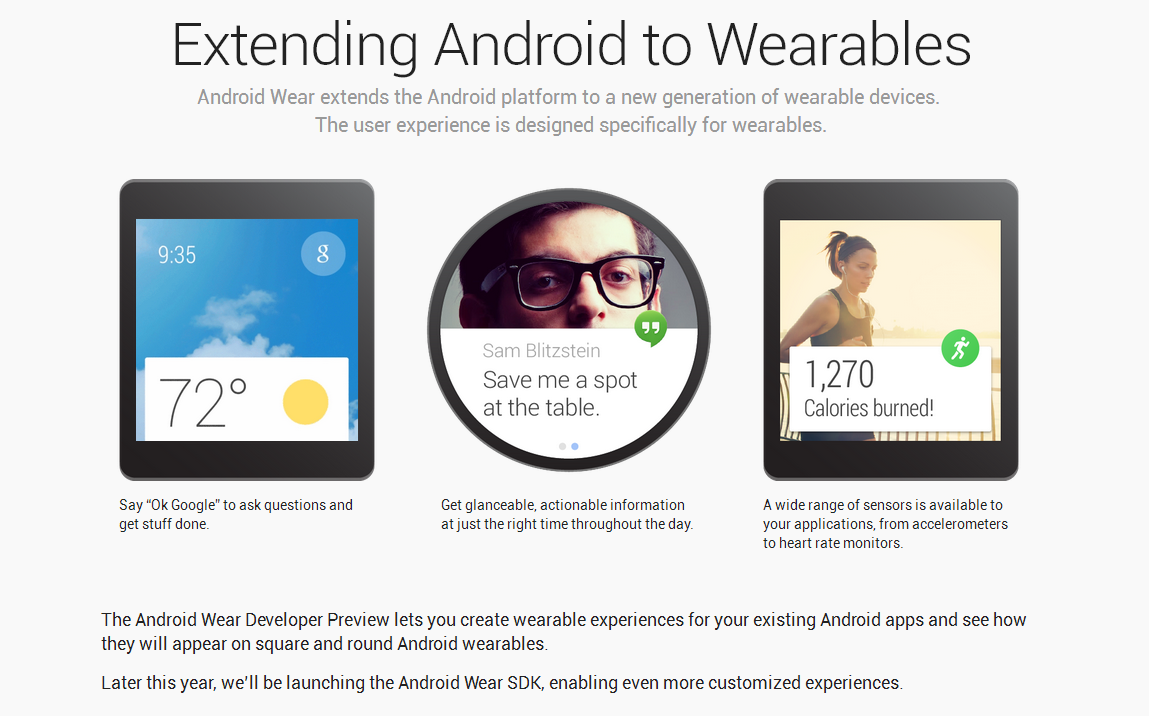 Extending Android to Wearables
Android Wear extends the Android platform to a new generation of wearable devices.
The user experience is designed specifically for wearables.
9:35
g
72°
Sam Blitzstein
Save me a spot
at the table.
1,270
Calories burned!
Say “Ok Google” to ask questions and
get stuff done.
Get glanceable, actionable information
at just the right time throughout the day.
A wide range of sensors is available to
your applications, from accelerometers
to heart rate monitors.
The Android Wear Developer Preview lets you create wearable experiences for your existing Android apps and see how
they will appear on square and round Android wearables.
Later this year, we’ll be launching the Android Wear SDK, enabling even more customized experiences.